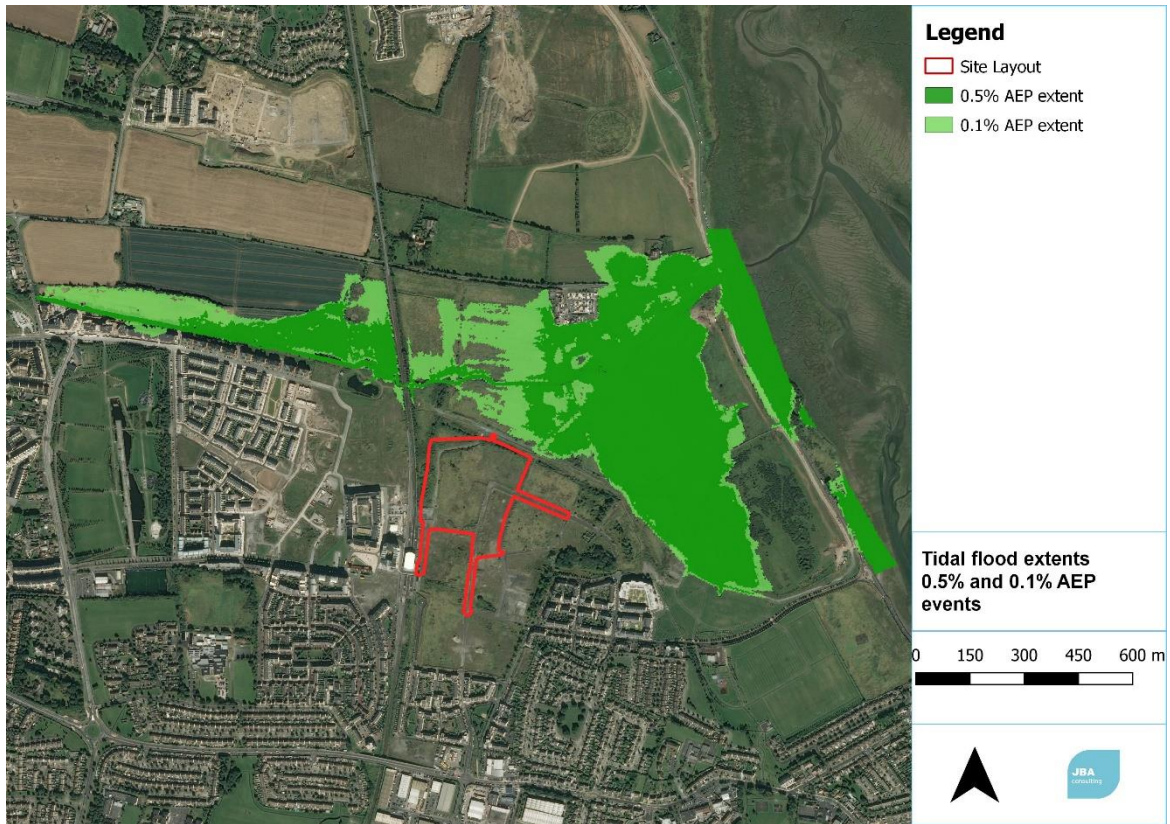 Legend
Site Layout
0.5% AEP extent
0.1% AEP extent
Tidal flood extents
0.5% and 0.1% AEP
events
0 150 300 450 600 m
JBA
consulting